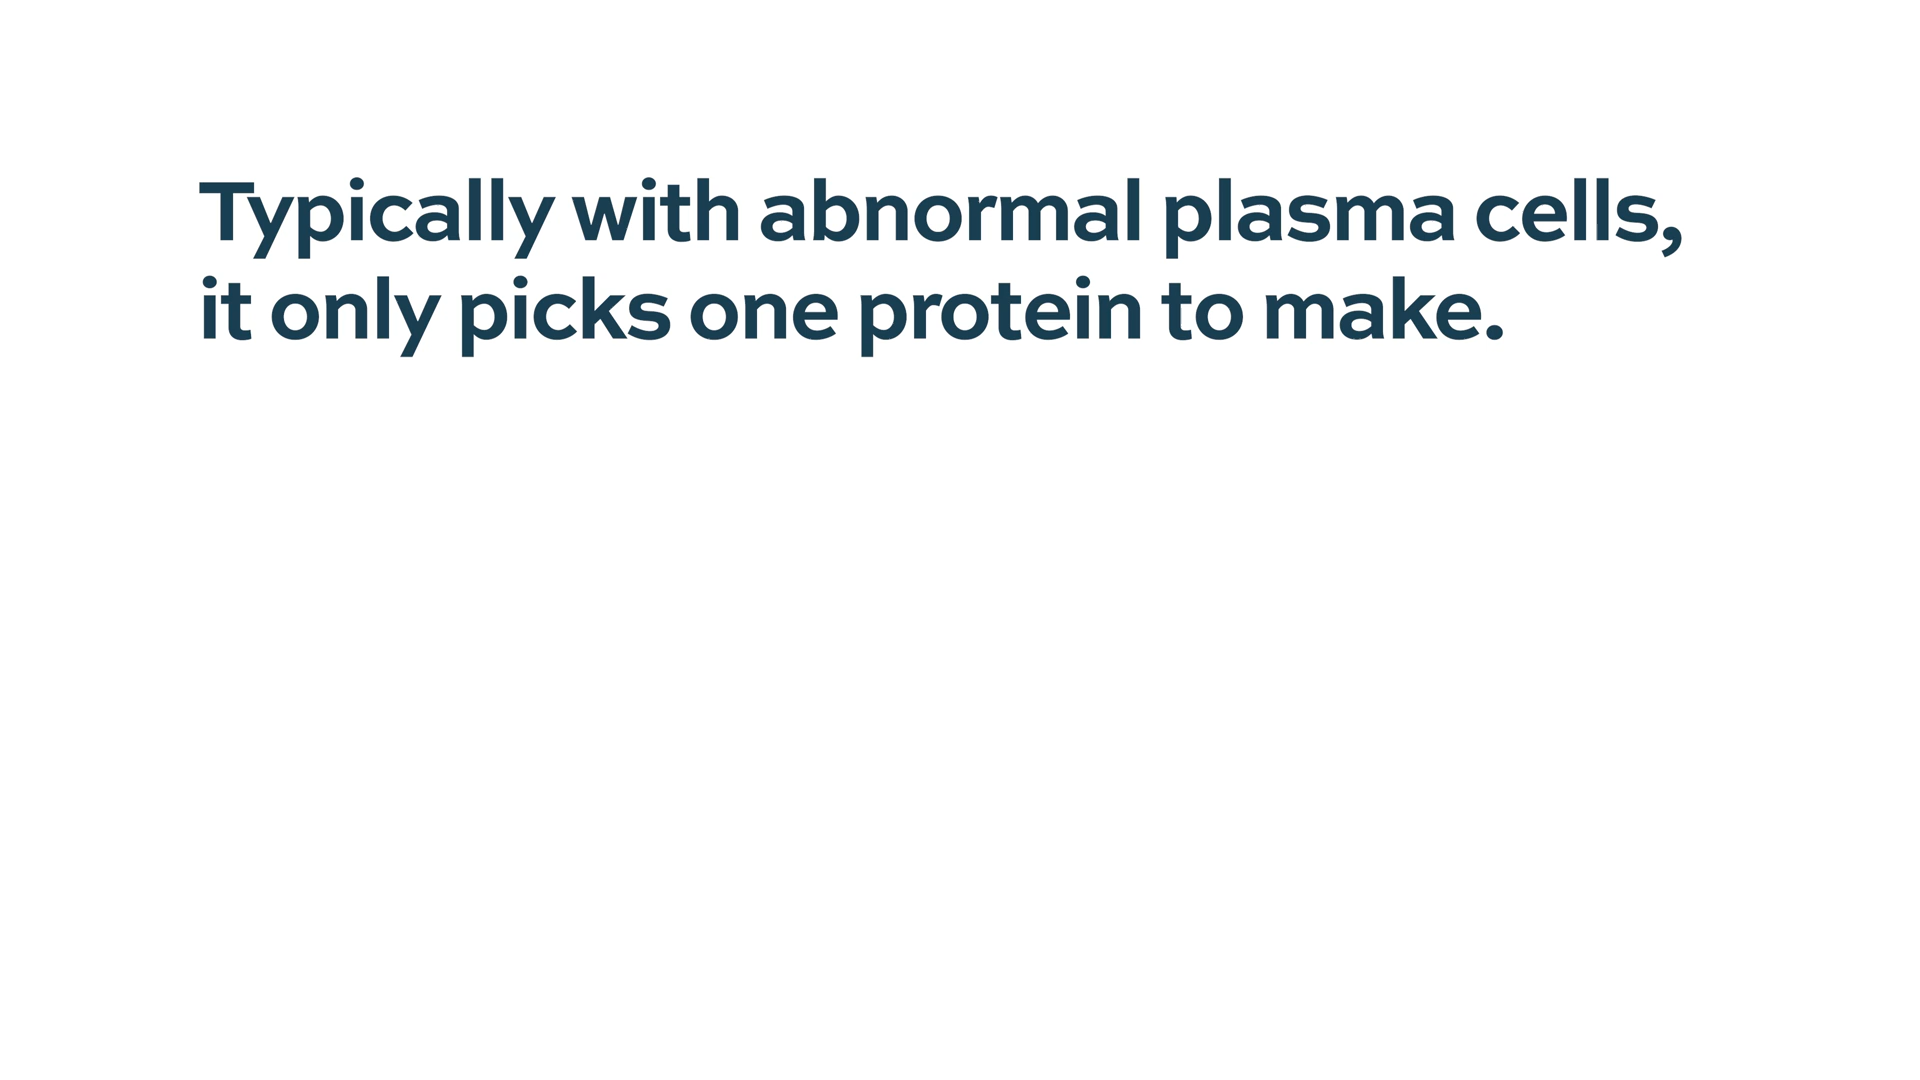 Typically with abnormal plasma cells,
it only picks one protein to make.